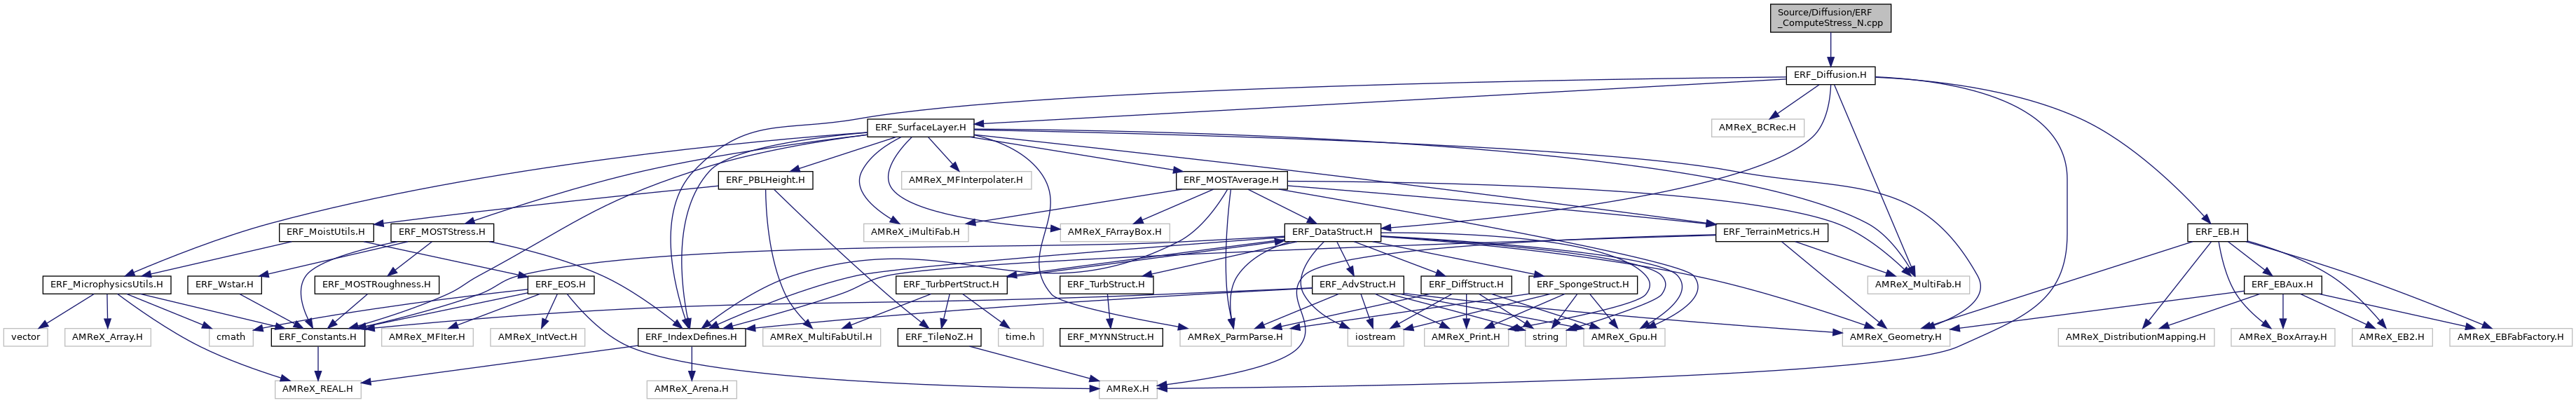 Source/Diffusion/ERF
_ComputeStress_N.cpp
ERF_Diffusion.H
ERF_SurfaceLayer.H
AMReX_BCRec.H
ERF_PBLHeight.H
AMReX_MFInterpolater.H
ERF_MOSTAverage.H
ERF_MoistUtils.H
ERF_MOSTStress.H
AMReX_iMultiFab.H
AMReX_FArrayBox.H
ERF_DataStruct.H
ERF_TerrainMetrics.H
ERF_EB.H
ERF_MicrophysicsUtils.H
ERF_Wstar.H
ERF_MOSTRoughness.H
ERF_EOS.H
ERF_TurbPertStruct.H
ERF_TurbStruct.H
ERF_AdvStruct.H
ERF_DiffStruct.H
ERF_SpongeStruct.H
AMReX_MultiFab.H
ERF_EBAux.H
vector
AMReX_Array.H
cmath
ERF_Constants.H
AMReX_MFIter.H
AMReX_IntVect.H
ERF_IndexDefines.H
AMReX_MultiFabUtil.H
ERF_TileNoZ.H
time.h
ERF_MYNNStruct.H
AMReX_ParmParse.H
iostream
AMReX_Print.H
string
AMReX_Gpu.H
AMReX_Geometry.H
AMReX_DistributionMapping.H
AMReX_BoxArray.H
AMReX_EB2.H
AMReX_EBFabFactory.H
AMReX_REAL.H
AMReX_Arena.H
AMReX.H